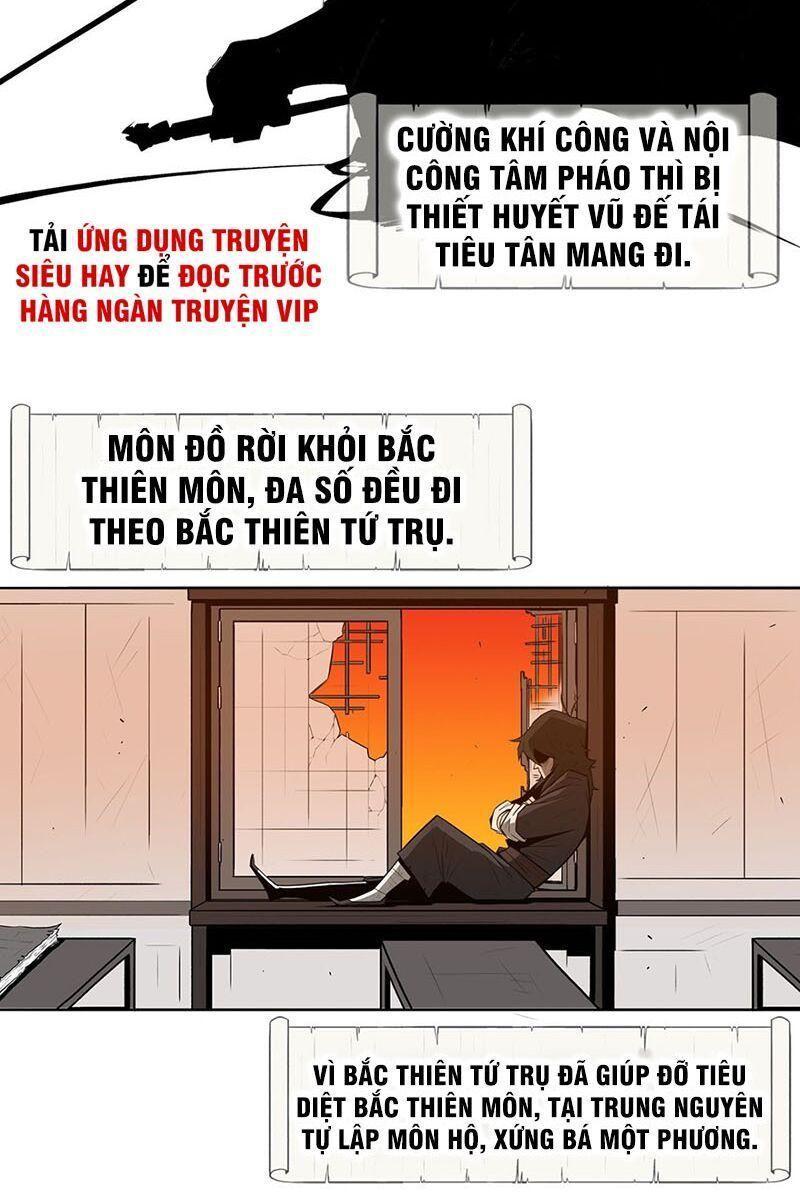 CƯỜNG KHÍ CÔNG VÀ NỘI
CÔNG TÂM PHÁO THÌ BỊ
THIẾT HUYẾT VŨ ĐẾ TÁI
TIÊU TÂN MANG ĐI.
TẢI ỨNG DỤNG TRUYỆN
SIÊU HAY ĐỂ ĐỌC TRƯỚC
HÀNG NGÀN TRUYỆN VIP
MÔN ĐỒ RỜI KHỎI BẮC
THIÊN MÔN, ĐA SỐ ĐỀU ĐI
THEO BẮC THIÊN TỨ TRỤ.
VÌ BẮC THIÊN TỨ TRỤ ĐÃ GIÚP ĐỠ TIÊU
DIỆT BẮC THIÊN MÔN, TẠI TRUNG NGUYÊN
TỰ LẬP MÔN HỘ, XỨNG BÁ MỘT PHƯƠNG.